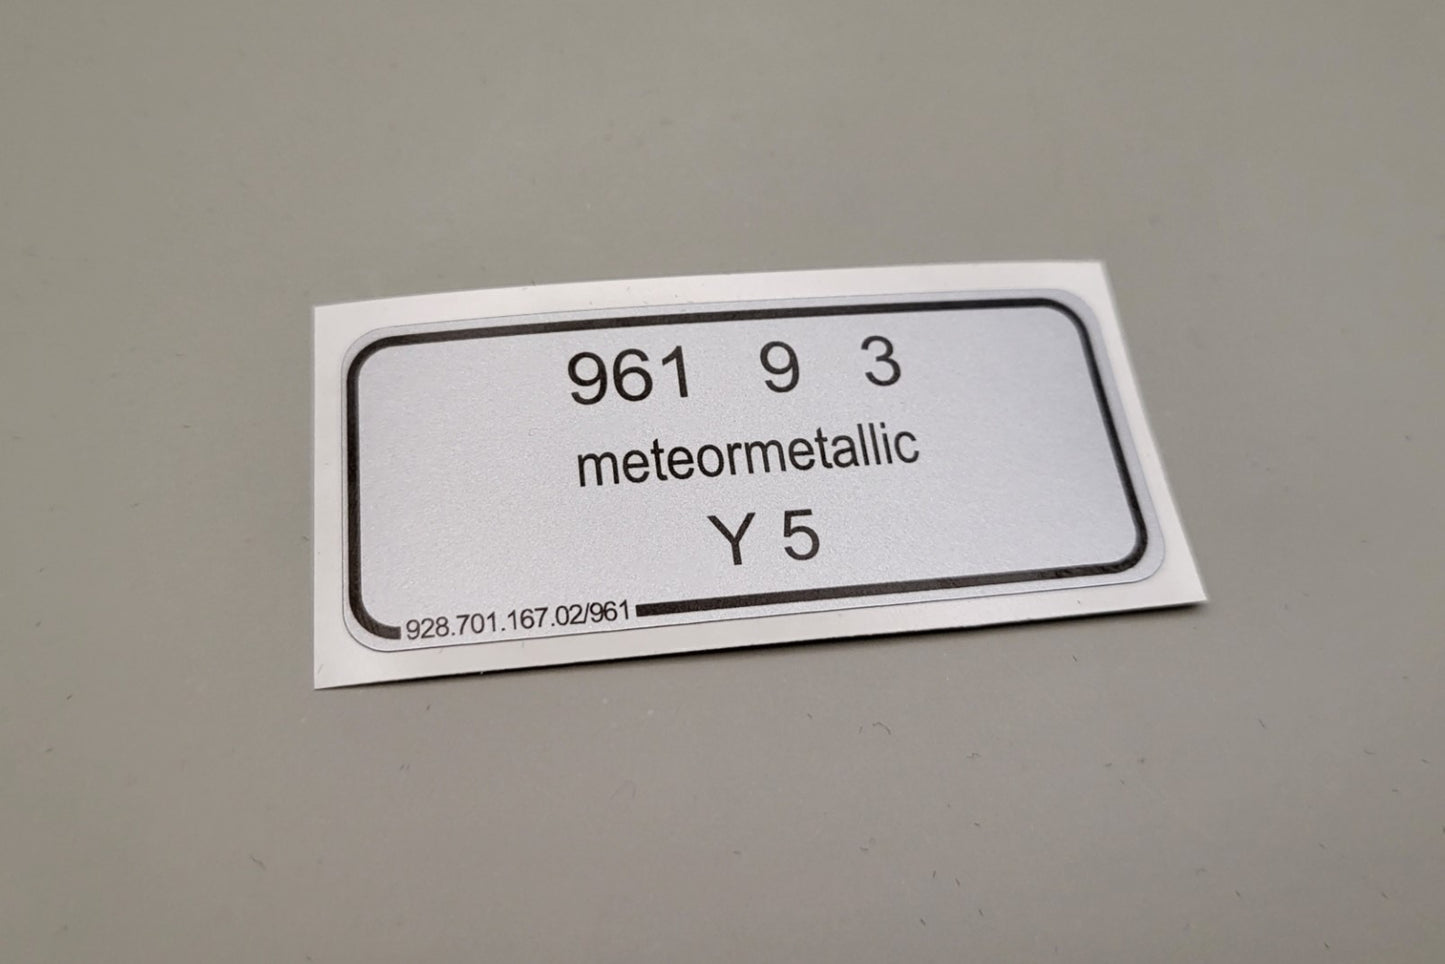 961 9 3
meteormetallic
Y 5
928.701.167.02/961